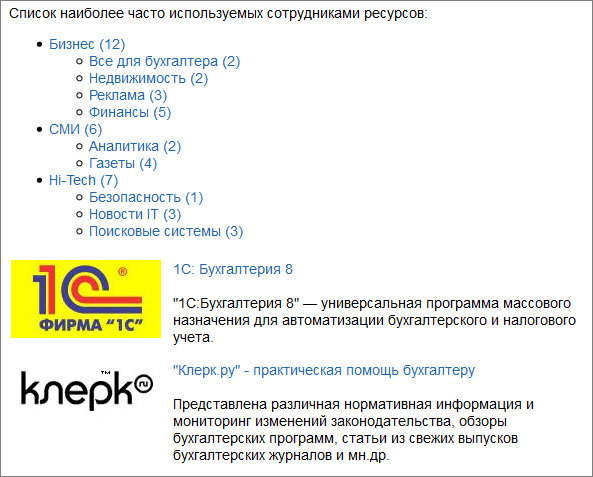 Список наиболее часто используемых сотрудниками ресурсов:
Бизнес (12)
Все для бухгалтера (2)
Недвижимость (2)
Реклама (3)
Финансы (5)
СМИ (6)
Аналитика (2)
Газеты (4)
Hi-Tech (7)
Безопасность (1)
Новости IT (3)
Поисковые системы (3)
1C®
ФИРМА "1С"
1С: Бухгалтерия 8
"1С:Бухгалтерия 8" — универсальная программа массового
назначения для автоматизации бухгалтерского и налогового
учета.
клерк™ ru
"Клерк.ру" - практическая помощь бухгалтеру
Представлена различная нормативная информация и
мониторинг изменений законодательства, обзоры
бухгалтерских программ, статьи из свежих выпусков
бухгалтерских журналов и мн.др.